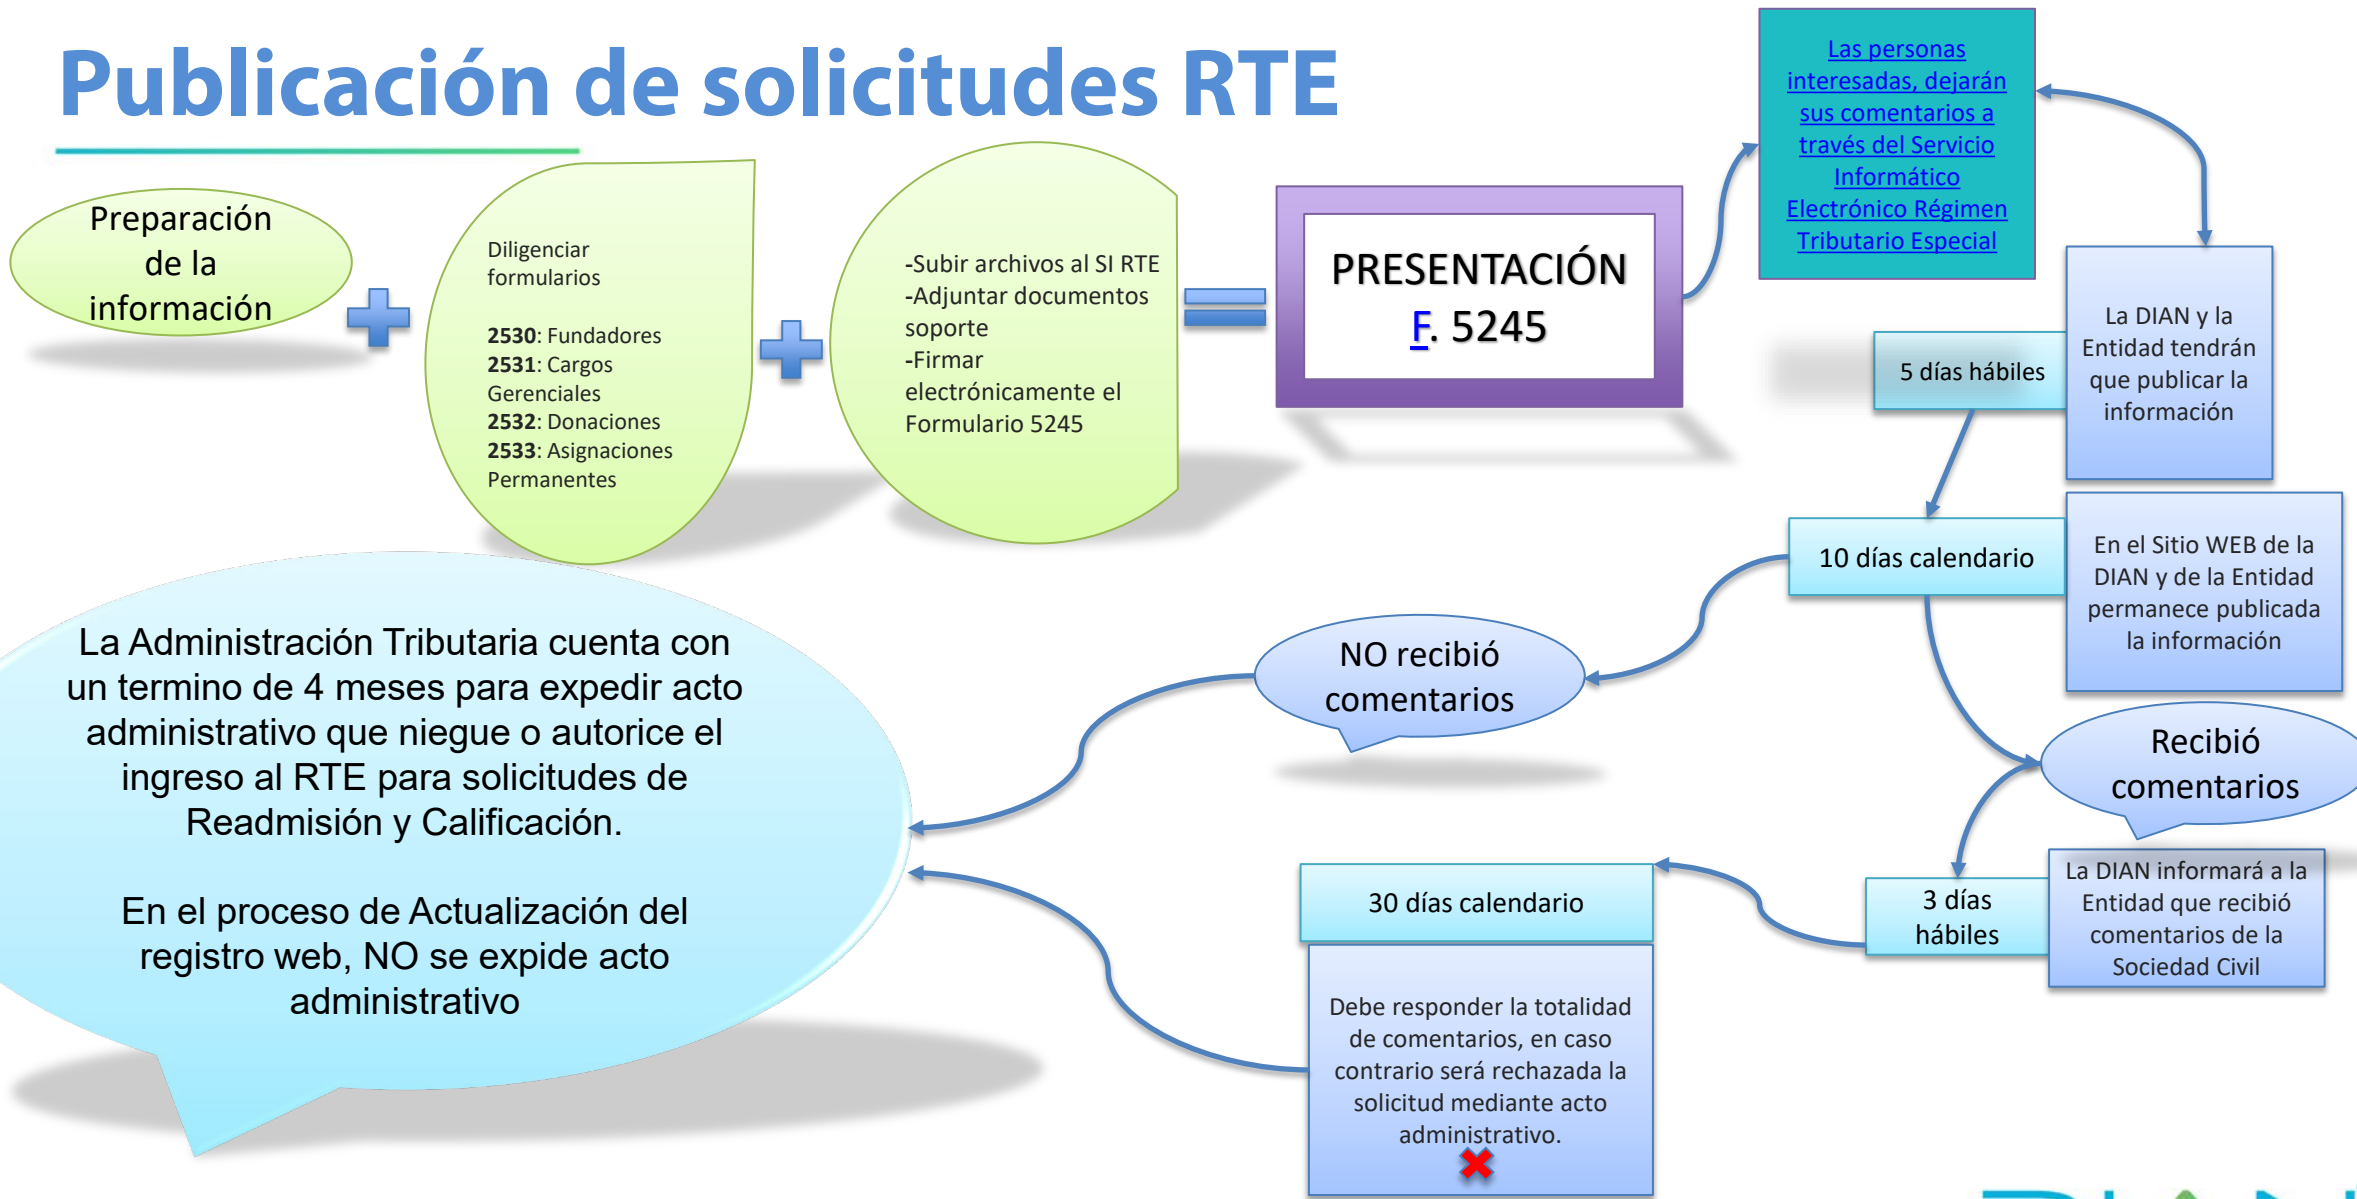 Publicación de solicitudes RTE
Preparación
de la
información
Diligenciar
formularios
2530: Fundadores
2531: Cargos
Gerenciales
2532: Donaciones
2533: Asignaciones
Permanentes
-Subir archivos al SI RTE
-Adjuntar documentos
soporte
-Firmar
electrónicamente el
Formulario 5245
PRESENTACIÓN
F. 5245
Las personas
interesadas, dejarán
sus comentarios a
través del Servicio
Informático
Electrónico Régimen
Tributario Especial
5 días hábiles
La DIAN y la
Entidad tendrán
que publicar la
información
10 días calendario
En el Sitio WEB de la
DIAN y de la Entidad
permanece publicada
la información
NO recibió
comentarios
Recibió
comentarios
3 días
hábiles
La DIAN informará a la
Entidad que recibió
comentarios de la
Sociedad Civil
30 días calendario
Debe responder la totalidad
de comentarios, en caso
contrario será rechazada la
solicitud mediante acto
administrativo.
La Administración Tributaria cuenta con
un termino de 4 meses para expedir acto
administrativo que niegue o autorice el
ingreso al RTE para solicitudes de
Readmisión y Calificación.
En el proceso de Actualización del
registro web, NO se expide acto
administrativo